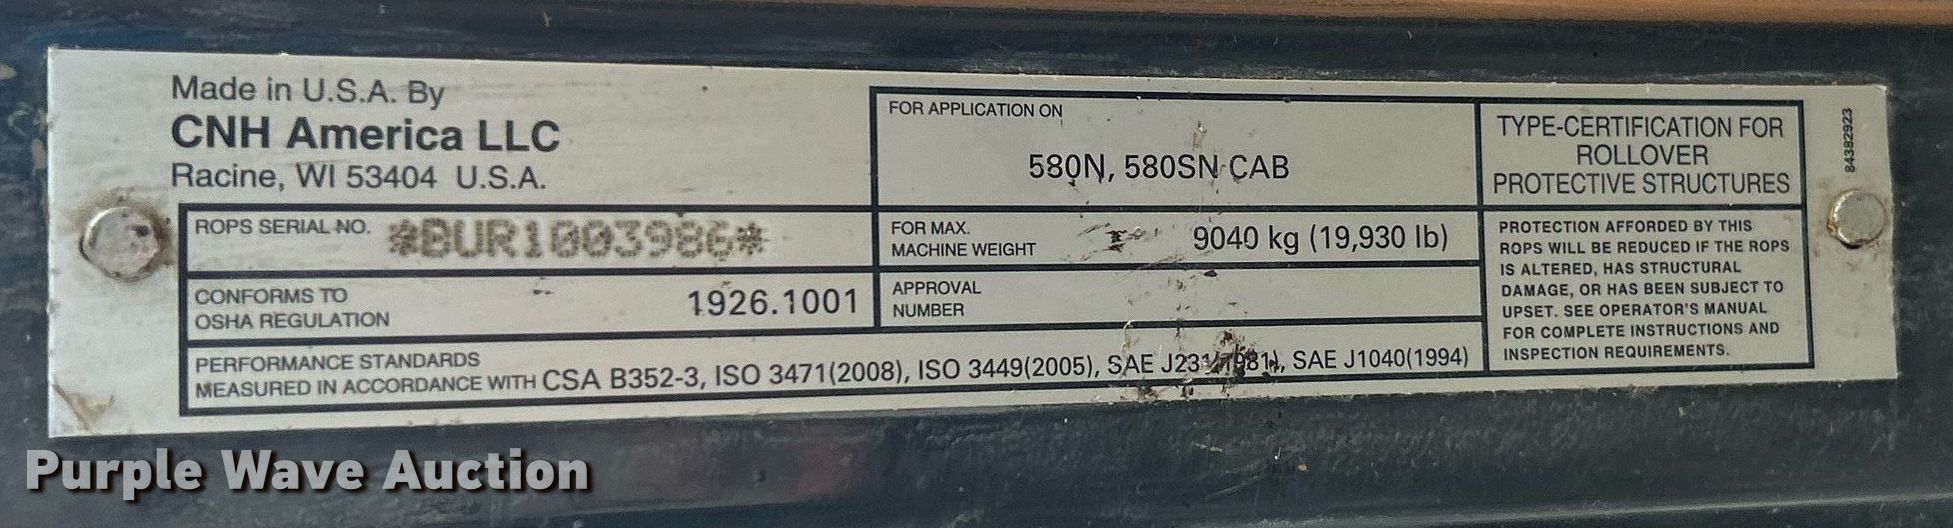 Made in U.S.A. By
CNH America LLC
Racine, WI 53404 U.S.A.
FOR APPLICATION ON
580N, 580SN CAB
TYPE-CERTIFICATION FOR
ROLLOVER
PROTECTIVE STRUCTURES
84382923
ROPS SERIAL NO. *BUR1003986*
FOR MAX.
MACHINE WEIGHT 9040 kg (19,930 lb)
CONFORMS TO
OSHA REGULATION 1926.1001
APPROVAL
NUMBER
PERFORMANCE STANDARDS
MEASURED IN ACCORDANCE WITH CSA B352-3, ISO 3471(2008), ISO 3449(2005), SAE J231(1981), SAE J1040(1994)
PROTECTION AFFORDED BY THIS
ROPS WILL BE REDUCED IF THE ROPS
IS ALTERED, HAS STRUCTURAL
DAMAGE, OR HAS BEEN SUBJECT TO
UPSET. SEE OPERATOR'S MANUAL
FOR COMPLETE INSTRUCTIONS AND
INSPECTION REQUIREMENTS.
Purple Wave Auction